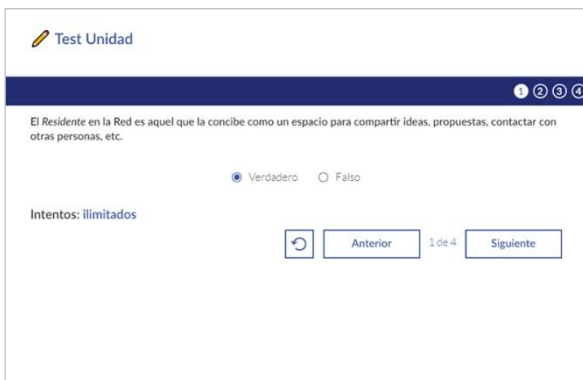 Test Unidad
1 2 3 4
El Residente en la Red es aquel que la concibe como un espacio para compartir ideas, propuestas, contactar con
otras personas, etc.
Verdadero Falso
Intentos: ilimitados
Anterior 1 de 4 Siguiente